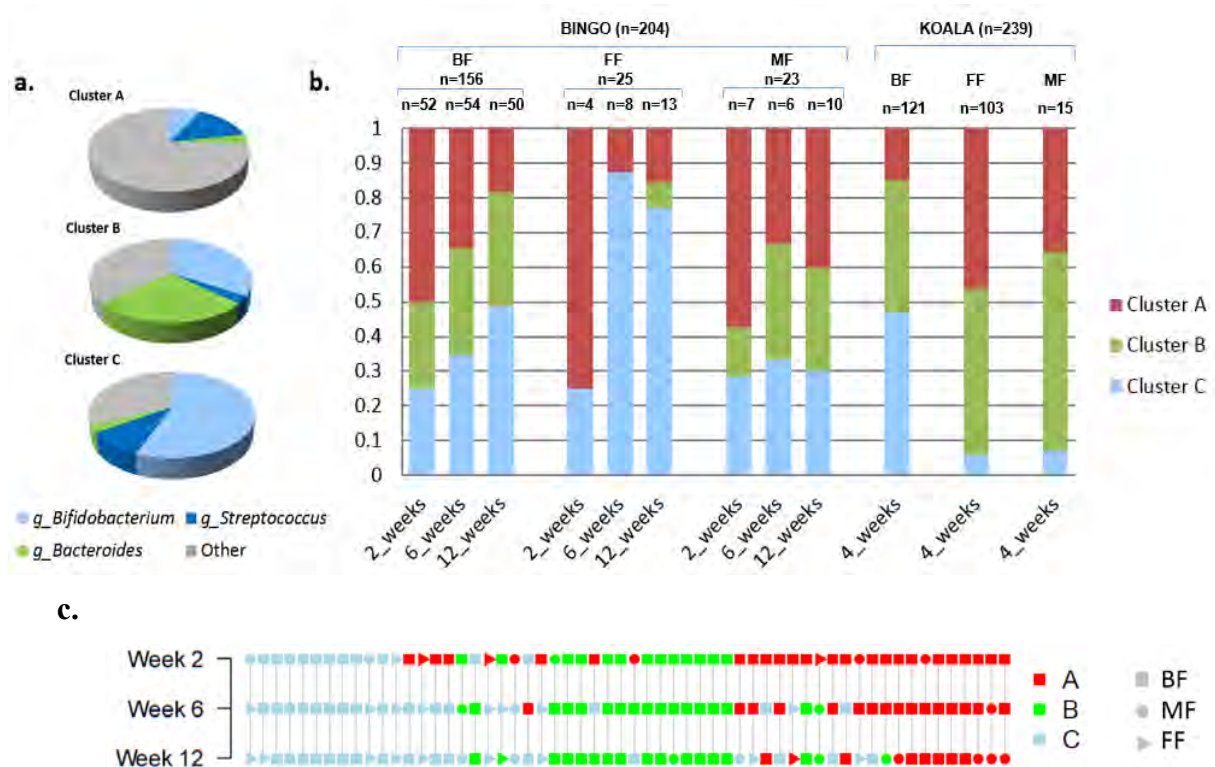 BINGO (n=204) KOALA (n=239)
a. b. BF FF MF BF FF MF
n=156 n=25 n=23
n=52 n=54 n=50 n=4 n=8 n=13 n=7 n=6 n=10 n=121 n=103 n=15
Cluster A
Cluster B
Cluster C
g_Bifidobacterium g_Streptococcus
g_Bacteroides Other
1
0.9
0.8
0.7
0.6
0.5
0.4
0.3
0.2
0.1
0
Cluster A
Cluster B
Cluster C
2_weeks 6_weeks 12_weeks 2_weeks 6_weeks 12_weeks 2_weeks 6_weeks 12_weeks 4_weeks 4_weeks 4_weeks
c.
Week 2
Week 6
Week 12
A BF
B MF
C FF